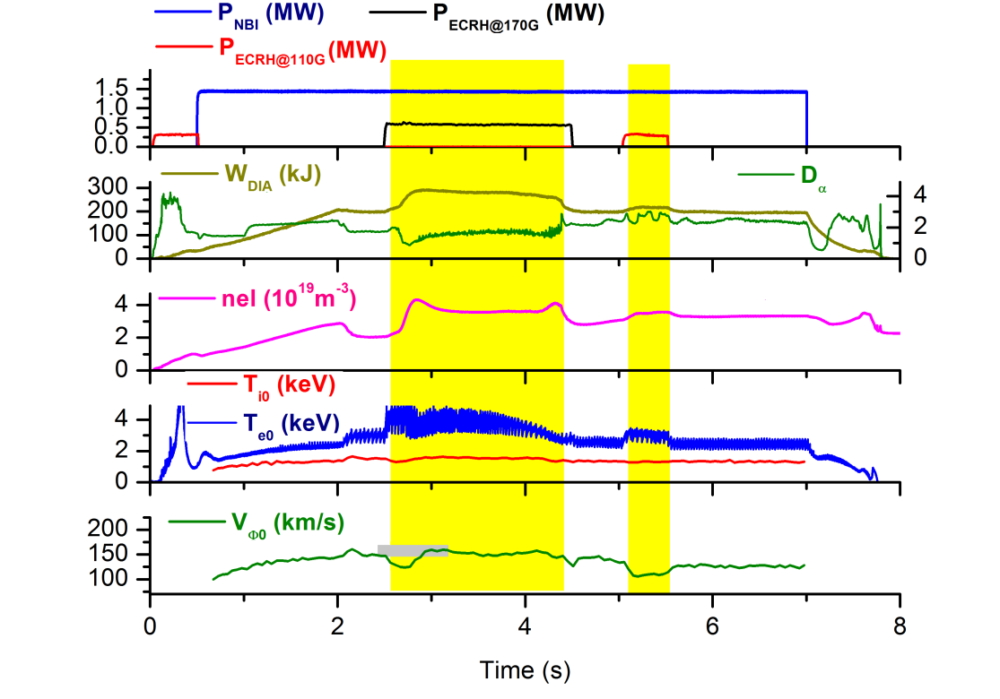 P_NBI (MW) P_ECRH@170G (MW)
P_ECRH@110G (MW)
1.5
1.0
0.5
0.0
W_DIA (kJ) D_α
300 4
200 2
100
0 0
nel (10^19 m^-3)
4
2
0
T_i0 (keV)
T_e0 (keV)
4
2
0
V_Φ0 (km/s)
200
150
100
0 2 4 6 8
Time (s)